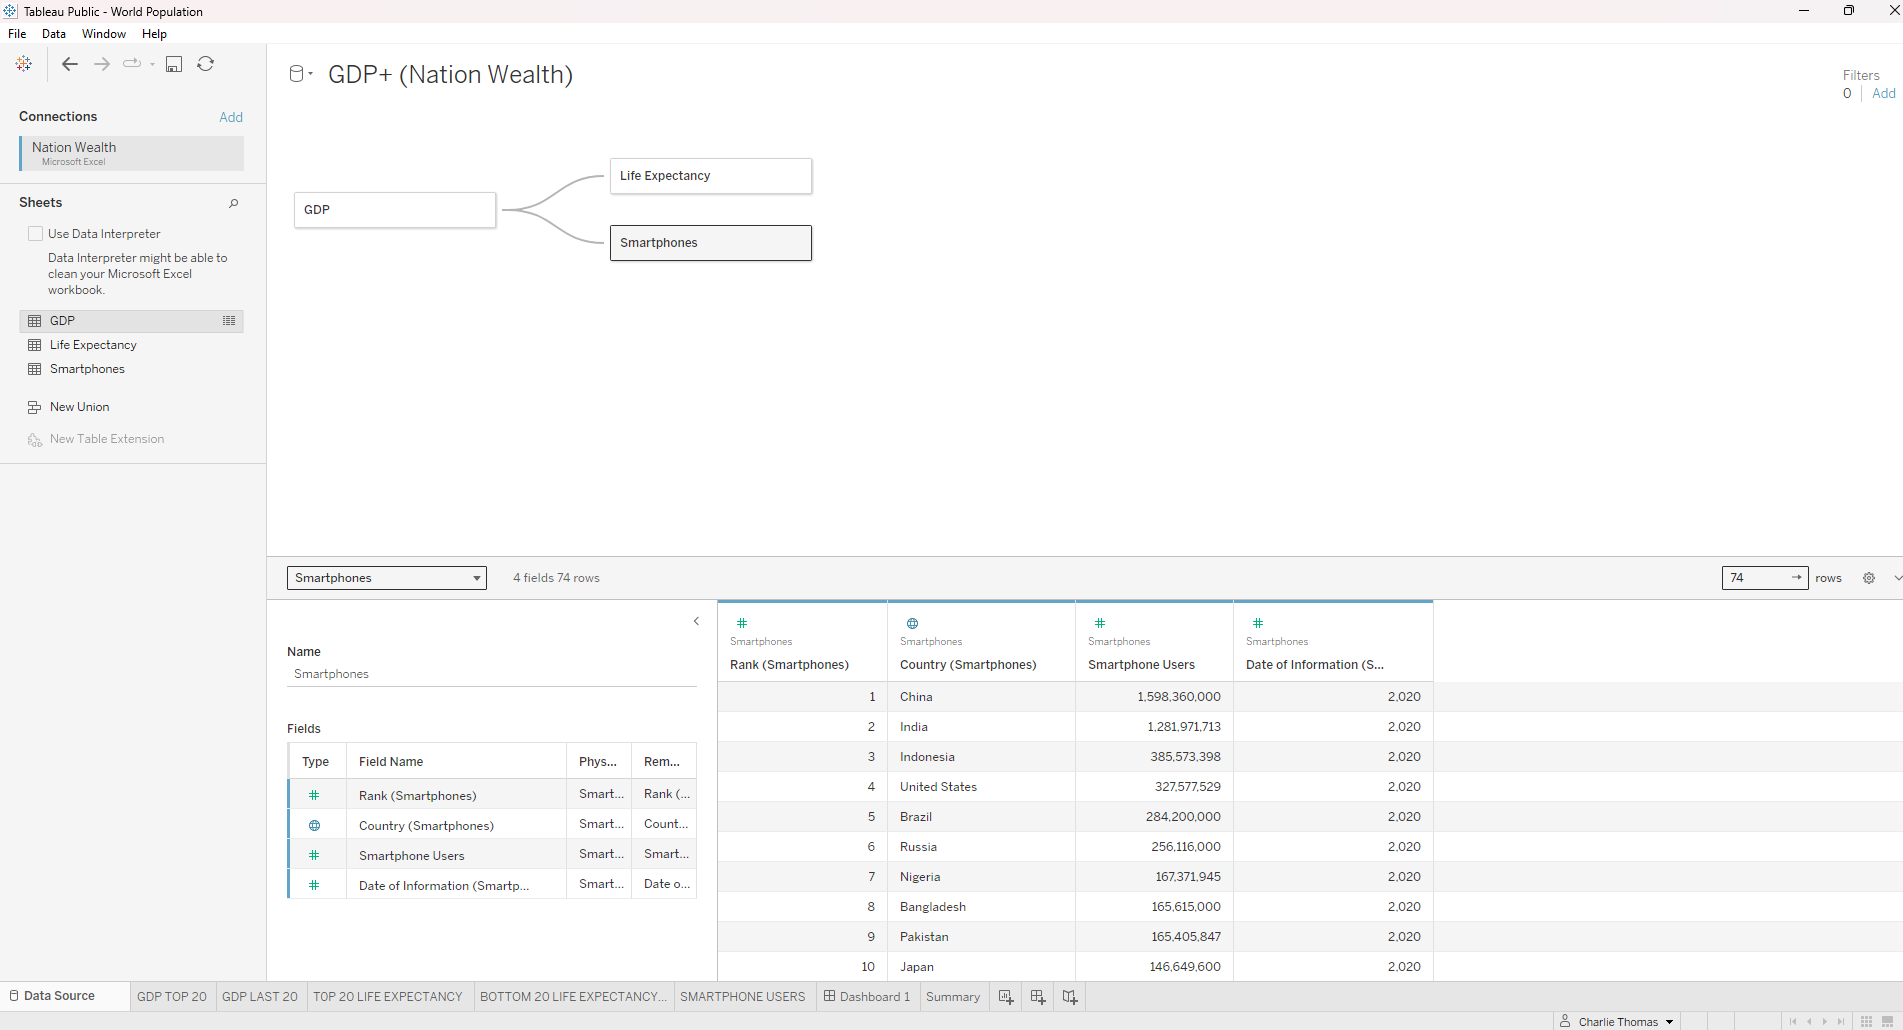 Tableau Public - World Population
File Data Window Help
GDP+ (Nation Wealth)
Filters
0 Add
Connections Add
Nation Wealth
Microsoft Excel
Sheets
Use Data Interpreter
Data Interpreter might be able to
clean your Microsoft Excel
workbook.
GDP
Life Expectancy
Smartphones
New Union
New Table Extension
GDP
Life Expectancy
Smartphones
Smartphones 4 fields 74 rows 74 rows
Name
Smartphones
Fields
Type Field Name Phys... Rem...
# Rank (Smartphones) Smart... Rank (...
Country (Smartphones) Smart... Count...
# Smartphone Users Smart... Smart...
# Date of Information (Smartp... Smart... Date o...
# # #
Smartphones Smartphones Smartphones Smartphones
Rank (Smartphones) Country (Smartphones) Smartphone Users Date of Information (S...
1 China 1,598,360,000 2,020
2 India 1,281,971,713 2,020
3 Indonesia 385,573,398 2,020
4 United States 327,577,529 2,020
5 Brazil 284,200,000 2,020
6 Russia 256,116,000 2,020
7 Nigeria 167,371,945 2,020
8 Bangladesh 165,615,000 2,020
9 Pakistan 165,405,847 2,020
10 Japan 146,649,600 2,020
Data Source GDP TOP 20 GDP LAST 20 TOP 20 LIFE EXPECTANCY BOTTOM 20 LIFE EXPECTANCY... SMARTPHONE USERS Dashboard 1 Summary
Charlie Thomas